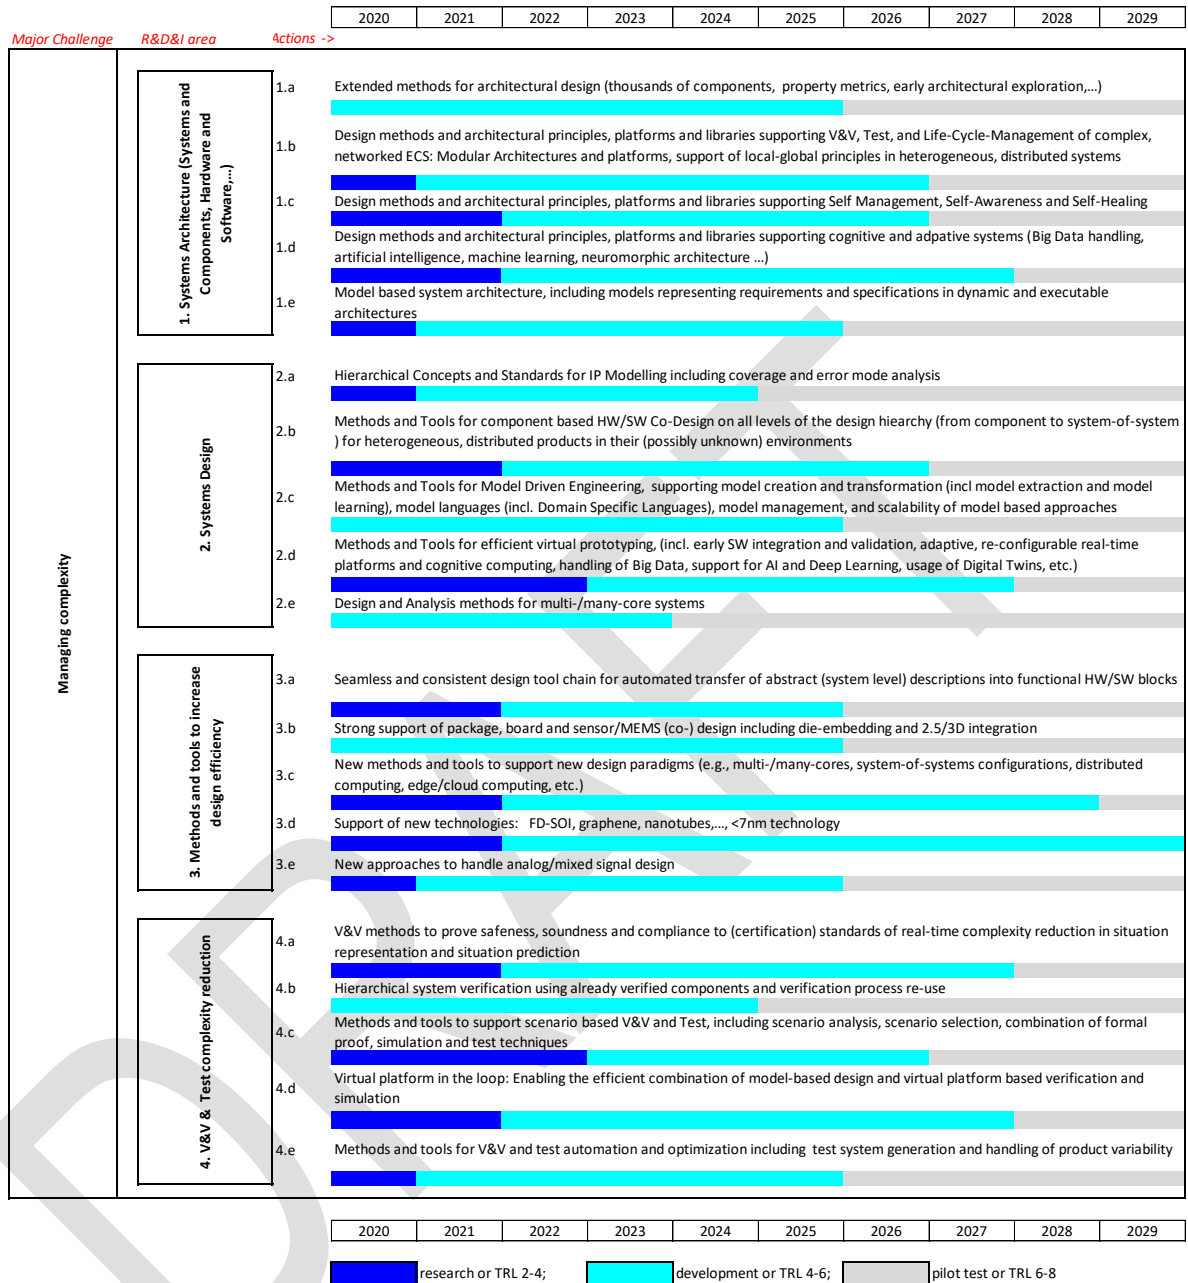 2020 2021 2022 2023 2024 2025 2026 2027 2028 2029
Major Challenge R&D&I area Actions ->
Managing complexity
1. Systems Architecture (Systems and
Components, Hardware and
Software,...)
1.a Extended methods for architectural design (thousands of components, property metrics, early architectural exploration,...)
1.b Design methods and architectural principles, platforms and libraries supporting V&V, Test, and Life-Cycle-Management of complex,
networked ECS: Modular Architectures and platforms, support of local-global principles in heterogeneous, distributed systems
1.c Design methods and architectural principles, platforms and libraries supporting Self Management, Self-Awareness and Self-Healing
1.d Design methods and architectural principles, platforms and libraries supporting cognitive and adpative systems (Big Data handling,
artificial intelligence, machine learning, neuromorphic architecture ...)
1.e Model based system architecture, including models representing requirements and specifications in dynamic and executable
architectures
2. Systems Design
2.a Hierarchical Concepts and Standards for IP Modelling including coverage and error mode analysis
2.b Methods and Tools for component based HW/SW Co-Design on all levels of the design hiearchy (from component to system-of-system
) for heterogeneous, distributed products in their (possibly unknown) environments
2.c Methods and Tools for Model Driven Engineering, supporting model creation and transformation (incl model extraction and model
learning), model languages (incl. Domain Specific Languages), model management, and scalability of model based approaches
2.d Methods and Tools for efficient virtual prototyping, (incl. early SW integration and validation, adaptive, re-configurable real-time
platforms and cognitive computing, handling of Big Data, support for AI and Deep Learning, usage of Digital Twins, etc.)
2.e Design and Analysis methods for multi-/many-core systems
3. Methods and tools to increase
design efficiency
3.a Seamless and consistent design tool chain for automated transfer of abstract (system level) descriptions into functional HW/SW blocks
3.b Strong support of package, board and sensor/MEMS (co-) design including die-embedding and 2.5/3D integration
3.c New methods and tools to support new design paradigms (e.g., multi-/many-cores, system-of-systems configurations, distributed
computing, edge/cloud computing, etc.)
3.d Support of new technologies: FD-SOI, graphene, nanotubes,..., <7nm technology
3.e New approaches to handle analog/mixed signal design
4. V&V & Test complexity reduction
4.a V&V methods to prove safeness, soundness and compliance to (certification) standards of real-time complexity reduction in situation
representation and situation prediction
4.b Hierarchical system verification using already verified components and verification process re-use
4.c Methods and tools to support scenario based V&V and Test, including scenario analysis, scenario selection, combination of formal
proof, simulation and test techniques
4.d Virtual platform in the loop: Enabling the efficient combination of model-based design and virtual platform based verification and
simulation
4.e Methods and tools for V&V and test automation and optimization including test system generation and handling of product variability
2020 2021 2022 2023 2024 2025 2026 2027 2028 2029
research or TRL 2-4; development or TRL 4-6; pilot test or TRL 6-8
DRAFT